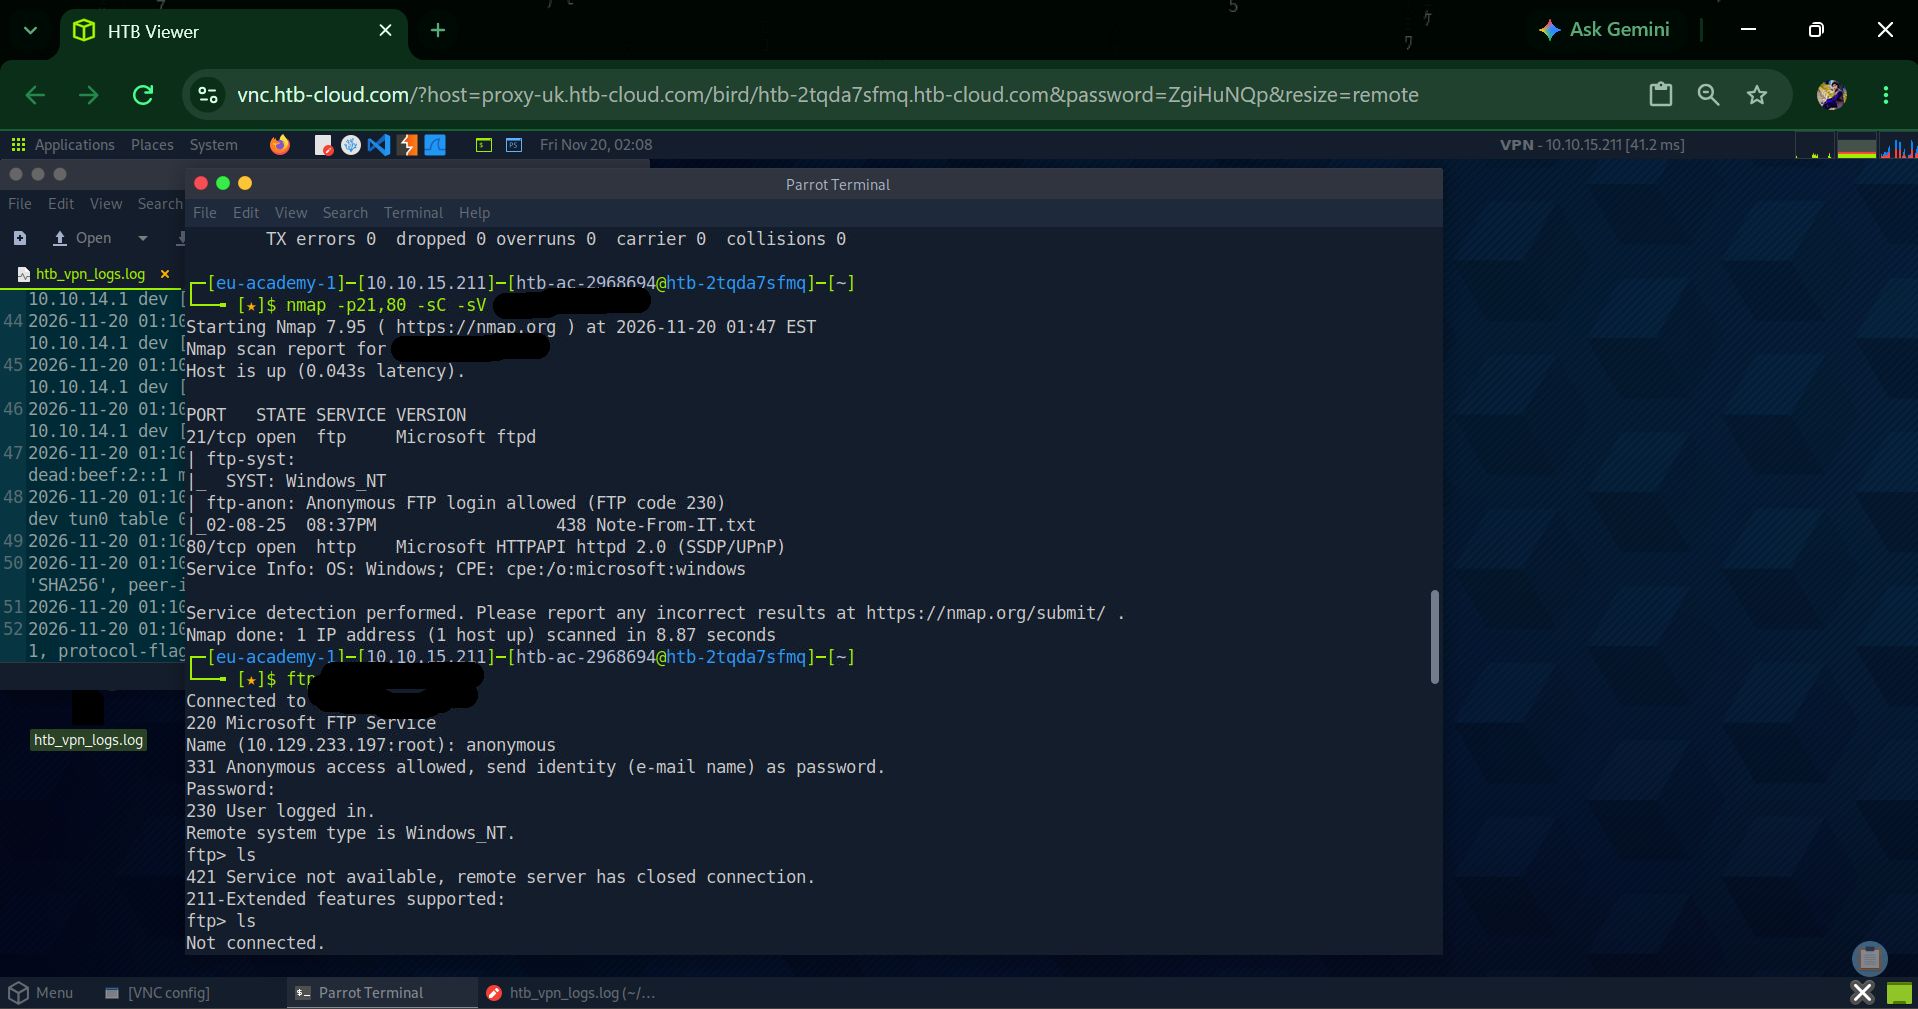 HTB Viewer
Ask Gemini
vnc.htb-cloud.com/?host=proxy-uk.htb-cloud.com/bird/htb-2tqda7sfmq.htb-cloud.com&password=ZgiHuNQp&resize=remote
Applications Places System Fri Nov 20, 02:08 VPN - 10.10.15.211 [41.2 ms]
File Edit View Search
Open
htb_vpn_logs.log
10.10.14.1 dev [
44 2026-11-20 01:10
10.10.14.1 dev [
45 2026-11-20 01:10
10.10.14.1 dev [
46 2026-11-20 01:10
10.10.14.1 dev [
47 2026-11-20 01:10
dead:beef:2::1 m
48 2026-11-20 01:10
dev tun0 table 0
49 2026-11-20 01:10
50 2026-11-20 01:10
'SHA256', peer-i
51 2026-11-20 01:10
52 2026-11-20 01:10
1, protocol-flag
htb_vpn_logs.log
Parrot Terminal
File Edit View Search Terminal Help
TX errors 0 dropped 0 overruns 0 carrier 0 collisions 0
┌─[eu-academy-1]─[10.10.15.211]─[htb-ac-2968694@htb-2tqda7sfmq]─[~]
└──╼ [★]$ nmap -p21,80 -sC -sV
Starting Nmap 7.95 ( https://nmap.org ) at 2026-11-20 01:47 EST
Nmap scan report for
Host is up (0.043s latency).
PORT   STATE SERVICE VERSION
21/tcp open  ftp     Microsoft ftpd
| ftp-syst:
|_  SYST: Windows_NT
| ftp-anon: Anonymous FTP login allowed (FTP code 230)
|_02-08-25  08:37PM                  438 Note-From-IT.txt
80/tcp open  http    Microsoft HTTPAPI httpd 2.0 (SSDP/UPnP)
Service Info: OS: Windows; CPE: cpe:/o:microsoft:windows
Service detection performed. Please report any incorrect results at https://nmap.org/submit/ .
Nmap done: 1 IP address (1 host up) scanned in 8.87 seconds
┌─[eu-academy-1]─[10.10.15.211]─[htb-ac-2968694@htb-2tqda7sfmq]─[~]
└──╼ [★]$ ftp
Connected to
220 Microsoft FTP Service
Name (10.129.233.197:root): anonymous
331 Anonymous access allowed, send identity (e-mail name) as password.
Password:
230 User logged in.
Remote system type is Windows_NT.
ftp> ls
421 Service not available, remote server has closed connection.
211-Extended features supported:
ftp> ls
Not connected.
Menu [VNC config] Parrot Terminal htb_vpn_logs.log (~/...